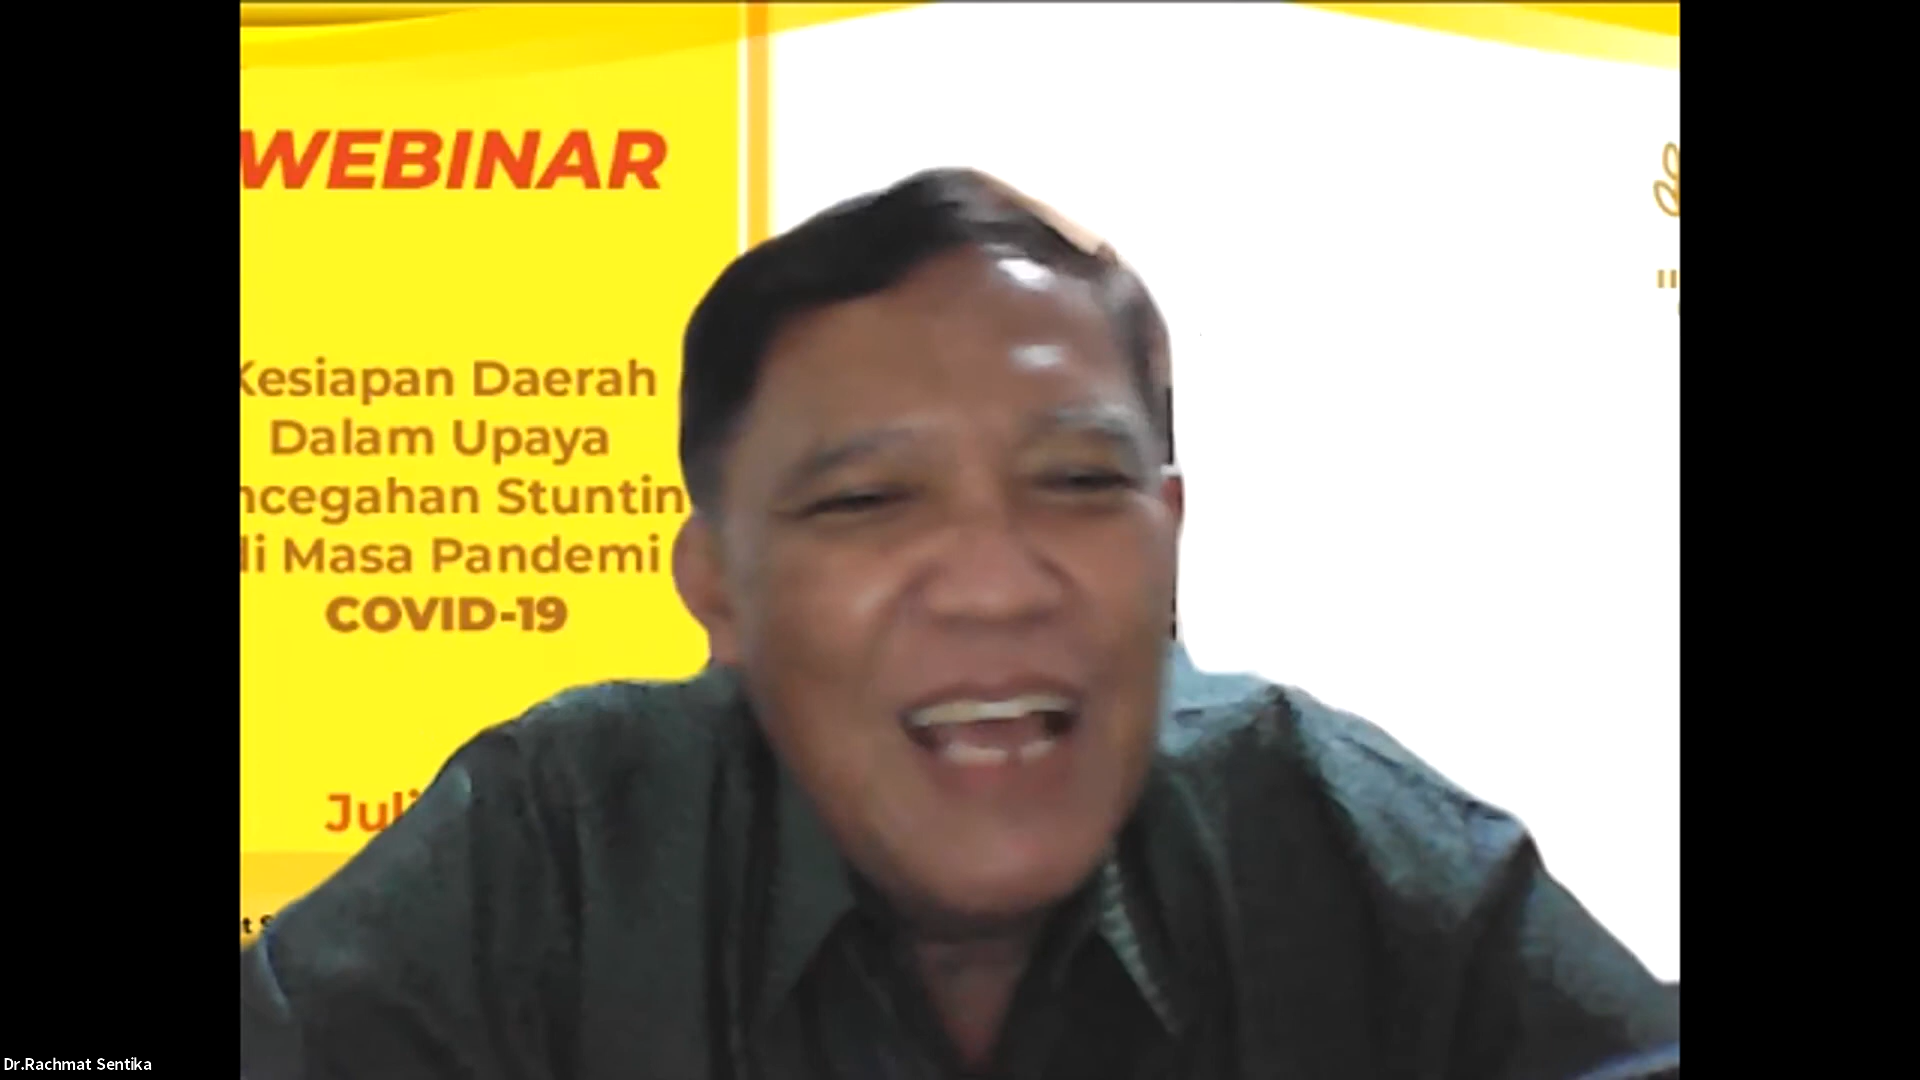 WEBINAR
Kesiapan Daerah
Dalam Upaya
ncegahan Stuntin
di Masa Pandemi
COVID-19
Juli
Dr.Rachmat Sentika